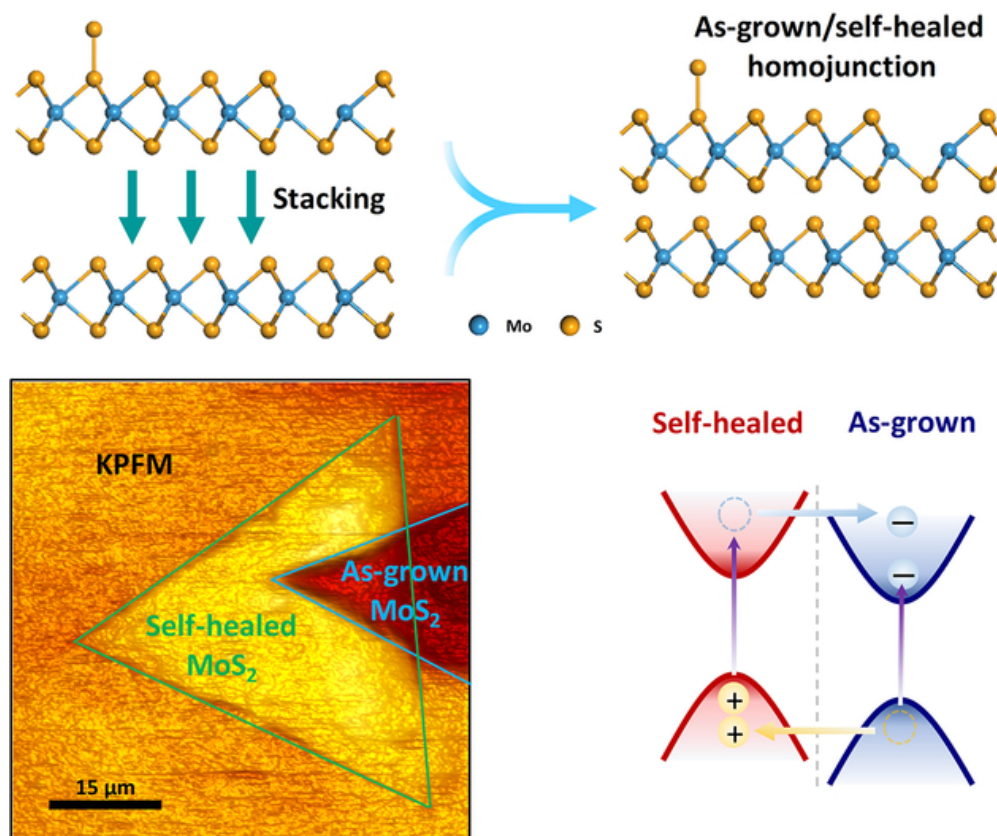 As-grown/self-healed
homojunction
Stacking
Mo S
KPFM
As-grown
MoS₂
Self-healed
MoS₂
15 μm
Self-healed As-grown
− 
−
+
+